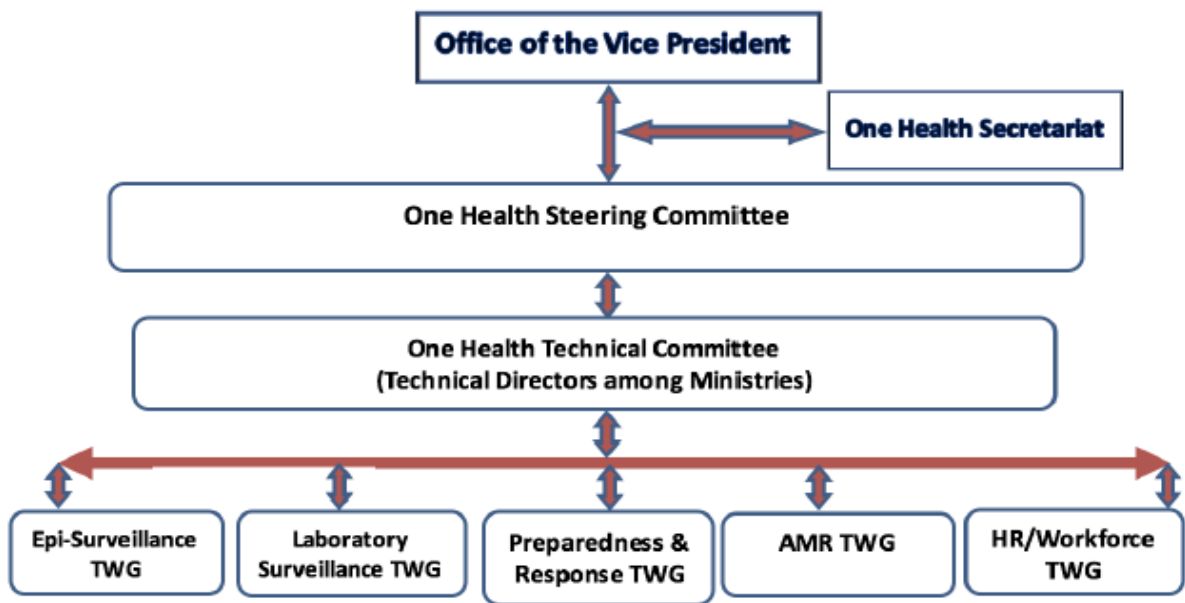 Office of the Vice President
One Health Secretariat
One Health Steering Committee
One Health Technical Committee
(Technical Directors among Ministries)
Epi-Surveillance
TWG
Laboratory
Surveillance TWG
Preparedness &
Response TWG
AMR TWG
HR/Workforce
TWG